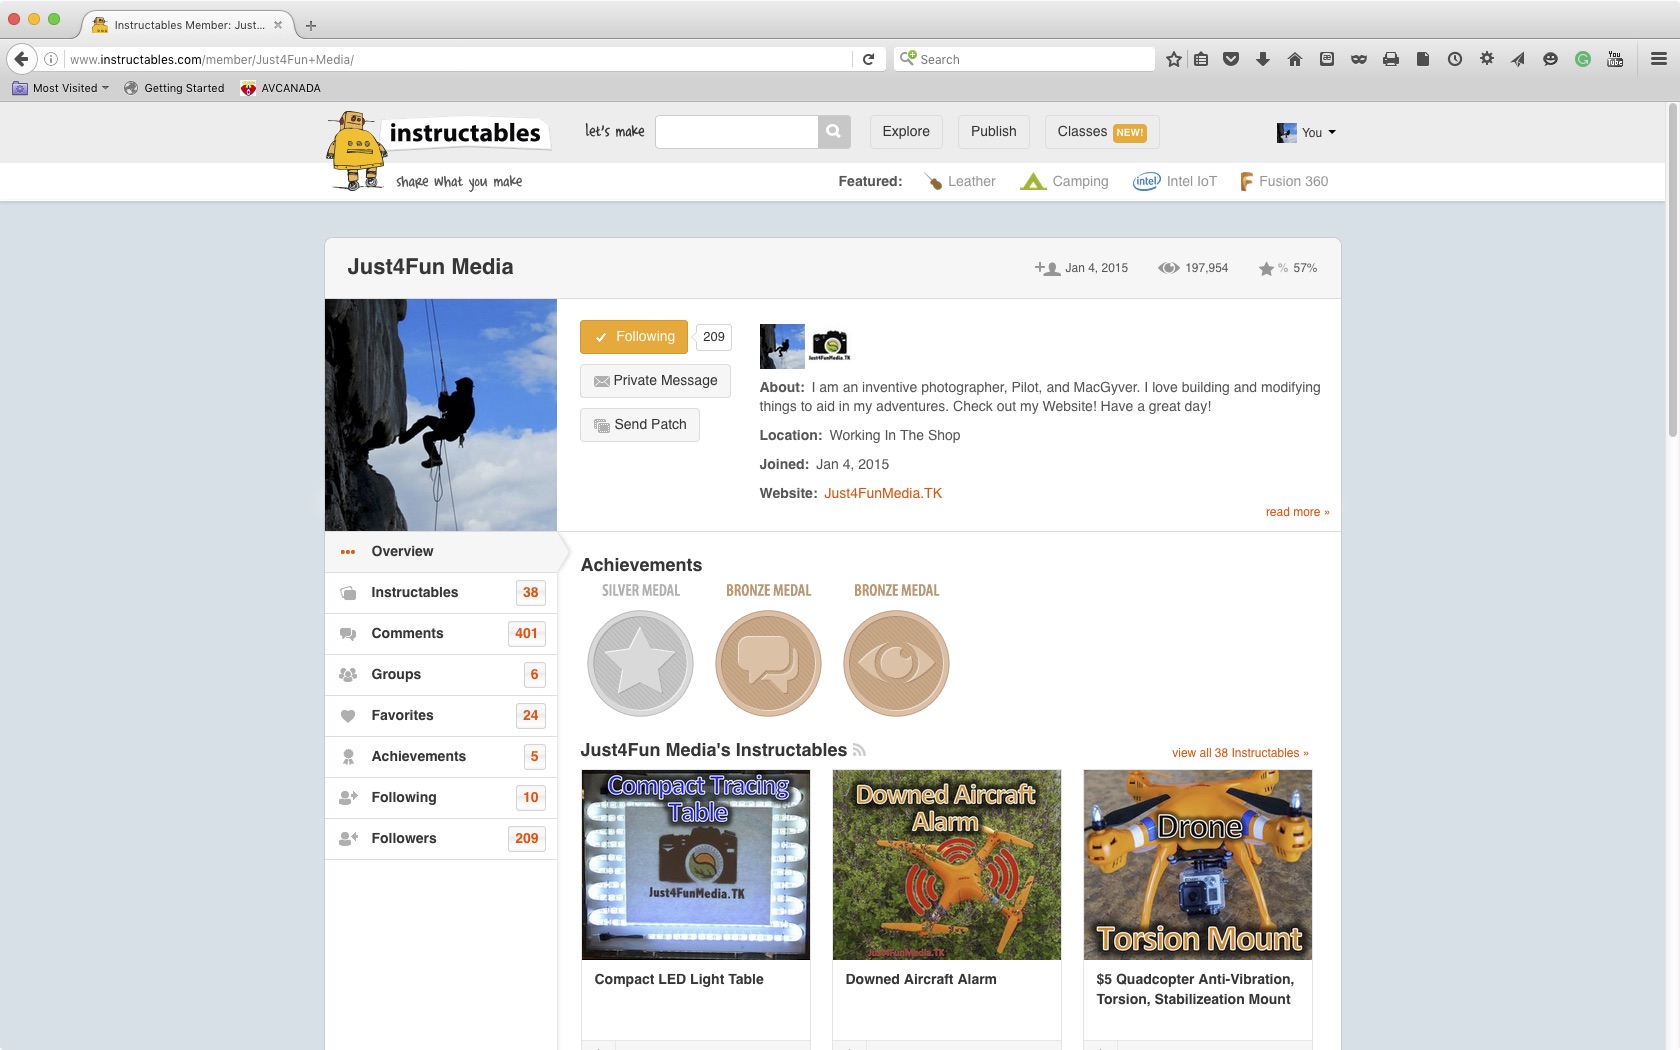 Instructables Member: Just...
www.instructables.com/member/Just4Fun+Media/
Search
You
Tube
Most Visited
Getting Started
AVCANADA
instructables
share what you make
let's make
Explore
Publish
Classes NEW!
You
Featured:
Leather
Camping
intel
Intel IoT
Fusion 360
Just4Fun Media
Jan 4, 2015
197,954
% 57%
Following
209
Private Message
Send Patch
Just4FunMedia.TK
About: I am an inventive photographer, Pilot, and MacGyver. I love building and modifying
things to aid in my adventures. Check out my Website! Have a great day!
Location: Working In The Shop
Joined: Jan 4, 2015
Website: Just4FunMedia.TK
read more »
Overview
Instructables 38
Comments 401
Groups 6
Favorites 24
Achievements 5
Following 10
Followers 209
Achievements
SILVER MEDAL
BRONZE MEDAL
BRONZE MEDAL
Just4Fun Media's Instructables
view all 38 Instructables »
Compact Tracing
Table
Just4FunMedia.TK
Compact LED Light Table
Downed Aircraft
Alarm
Just4FunMedia.TK
Downed Aircraft Alarm
Drone
Torsion Mount
$5 Quadcopter Anti-Vibration,
Torsion, Stabilizeation Mount